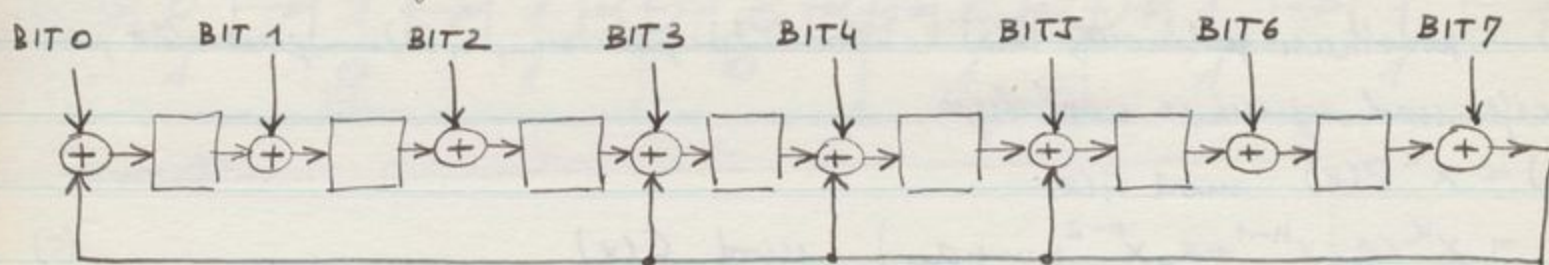 BIT0 BIT1 BIT2 BIT3 BIT4 BIT5 BIT6 BIT7
+ + + + + + + +